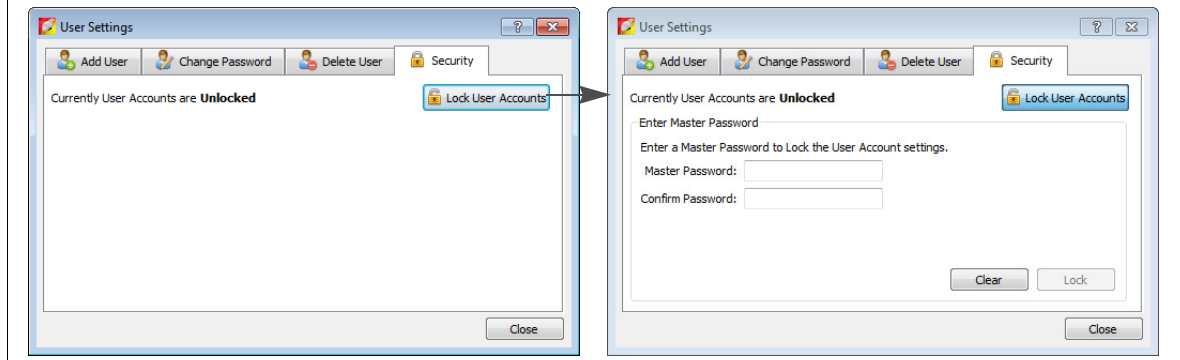 User Settings
?
Add User
Change Password
Delete User
Security
Currently User Accounts are Unlocked
Lock User Accounts
Close
User Settings
?
Add User
Change Password
Delete User
Security
Currently User Accounts are Unlocked
Lock User Accounts
Enter Master Password
Enter a Master Password to Lock the User Account settings.
Master Password:
Confirm Password:
Clear
Lock
Close